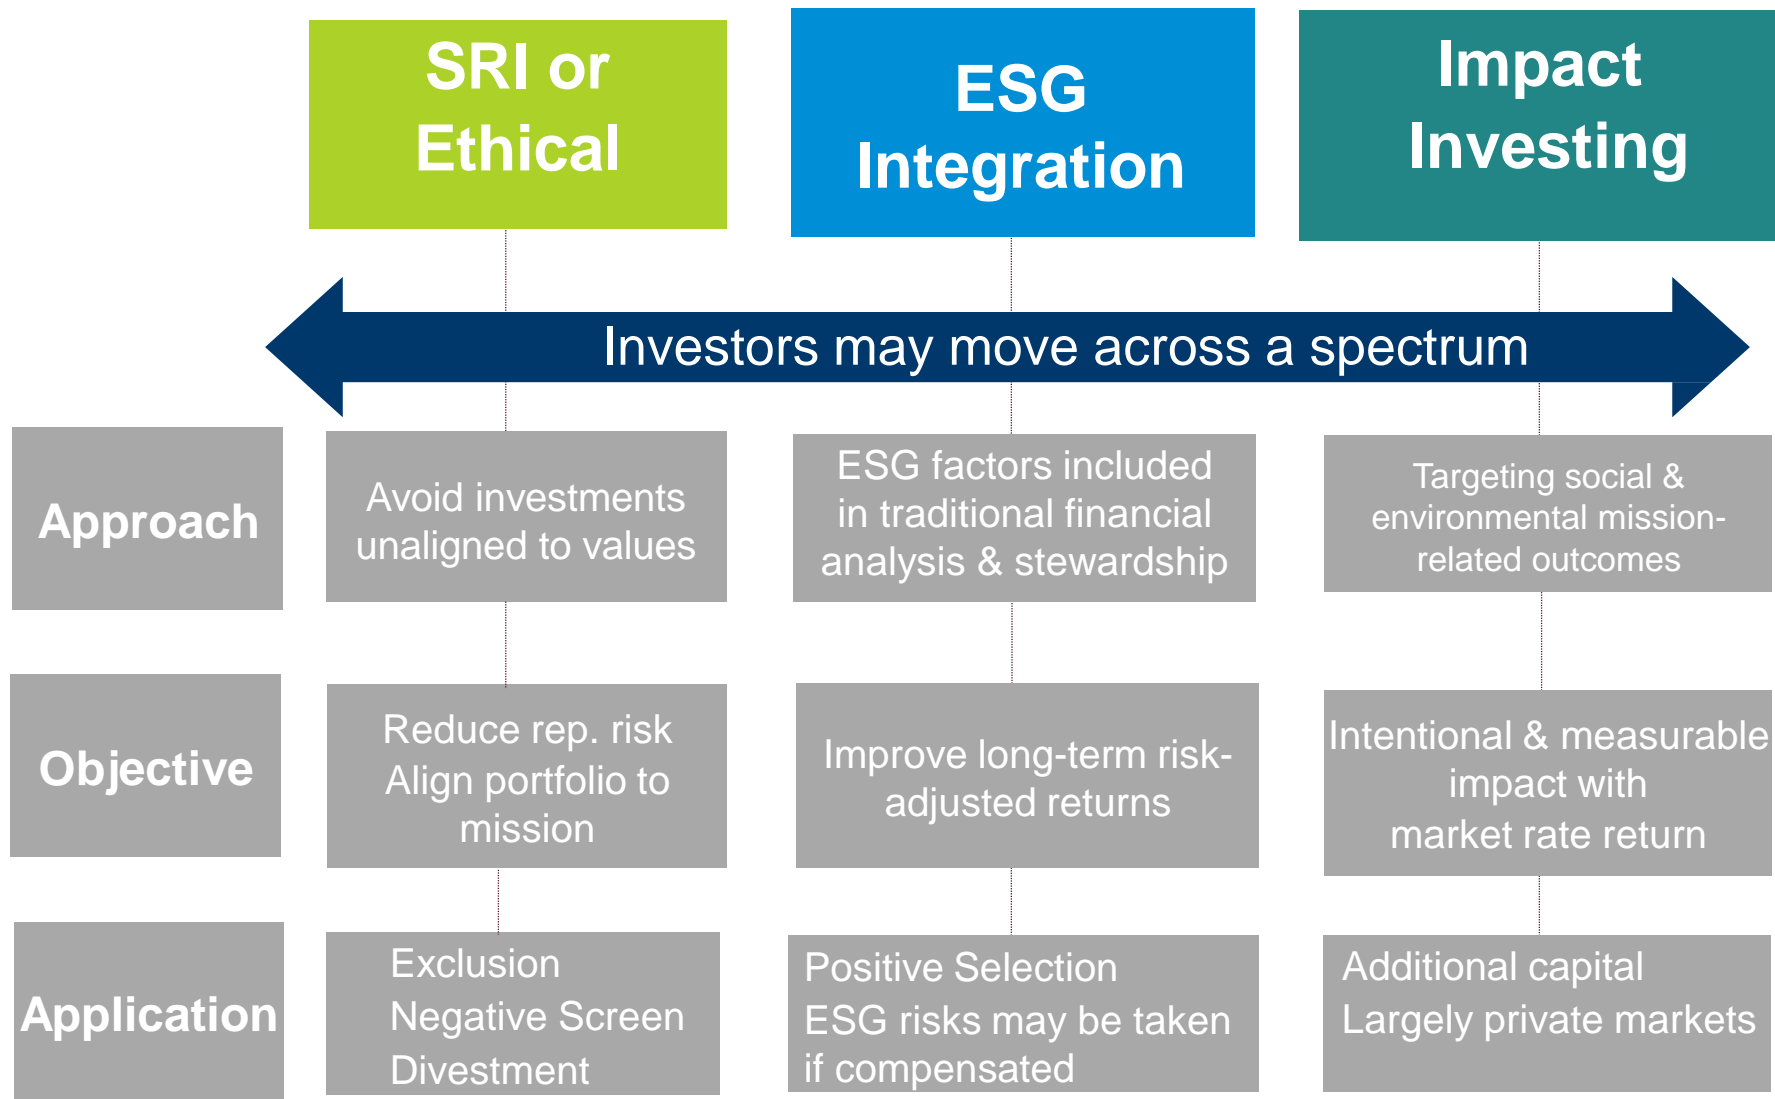 SRI or
Ethical
ESG
Integration
Impact
Investing
Investors may move across a spectrum
Approach
Avoid investments
unaligned to values
ESG factors included
in traditional financial
analysis & stewardship
Targeting social &
environmental mission-
related outcomes
Objective
Reduce rep. risk
Align portfolio to
mission
Improve long-term risk-
adjusted returns
Intentional & measurable
impact with
market rate return
Application
Exclusion
Negative Screen
Divestment
Positive Selection
ESG risks may be taken
if compensated
Additional capital
Largely private markets